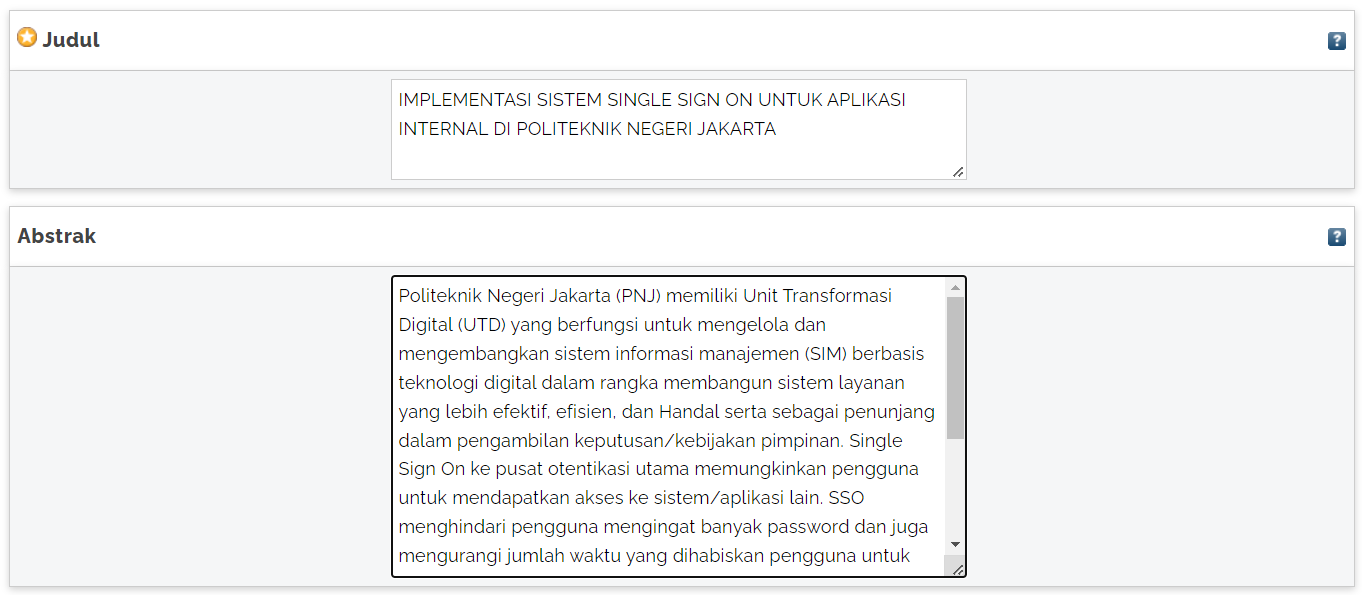 Judul
?
IMPLEMENTASI SISTEM SINGLE SIGN ON UNTUK APLIKASI
INTERNAL DI POLITEKNIK NEGERI JAKARTA
Abstrak
?
Politeknik Negeri Jakarta (PNJ) memiliki Unit Transformasi
Digital (UTD) yang berfungsi untuk mengelola dan
mengembangkan sistem informasi manajemen (SIM) berbasis
teknologi digital dalam rangka membangun sistem layanan
yang lebih efektif, efisien, dan Handal serta sebagai penunjang
dalam pengambilan keputusan/kebijakan pimpinan. Single
Sign On ke pusat otentikasi utama memungkinkan pengguna
untuk mendapatkan akses ke sistem/aplikasi lain. SSO
menghindari pengguna mengingat banyak password dan juga
mengurangi jumlah waktu yang dihabiskan pengguna untuk